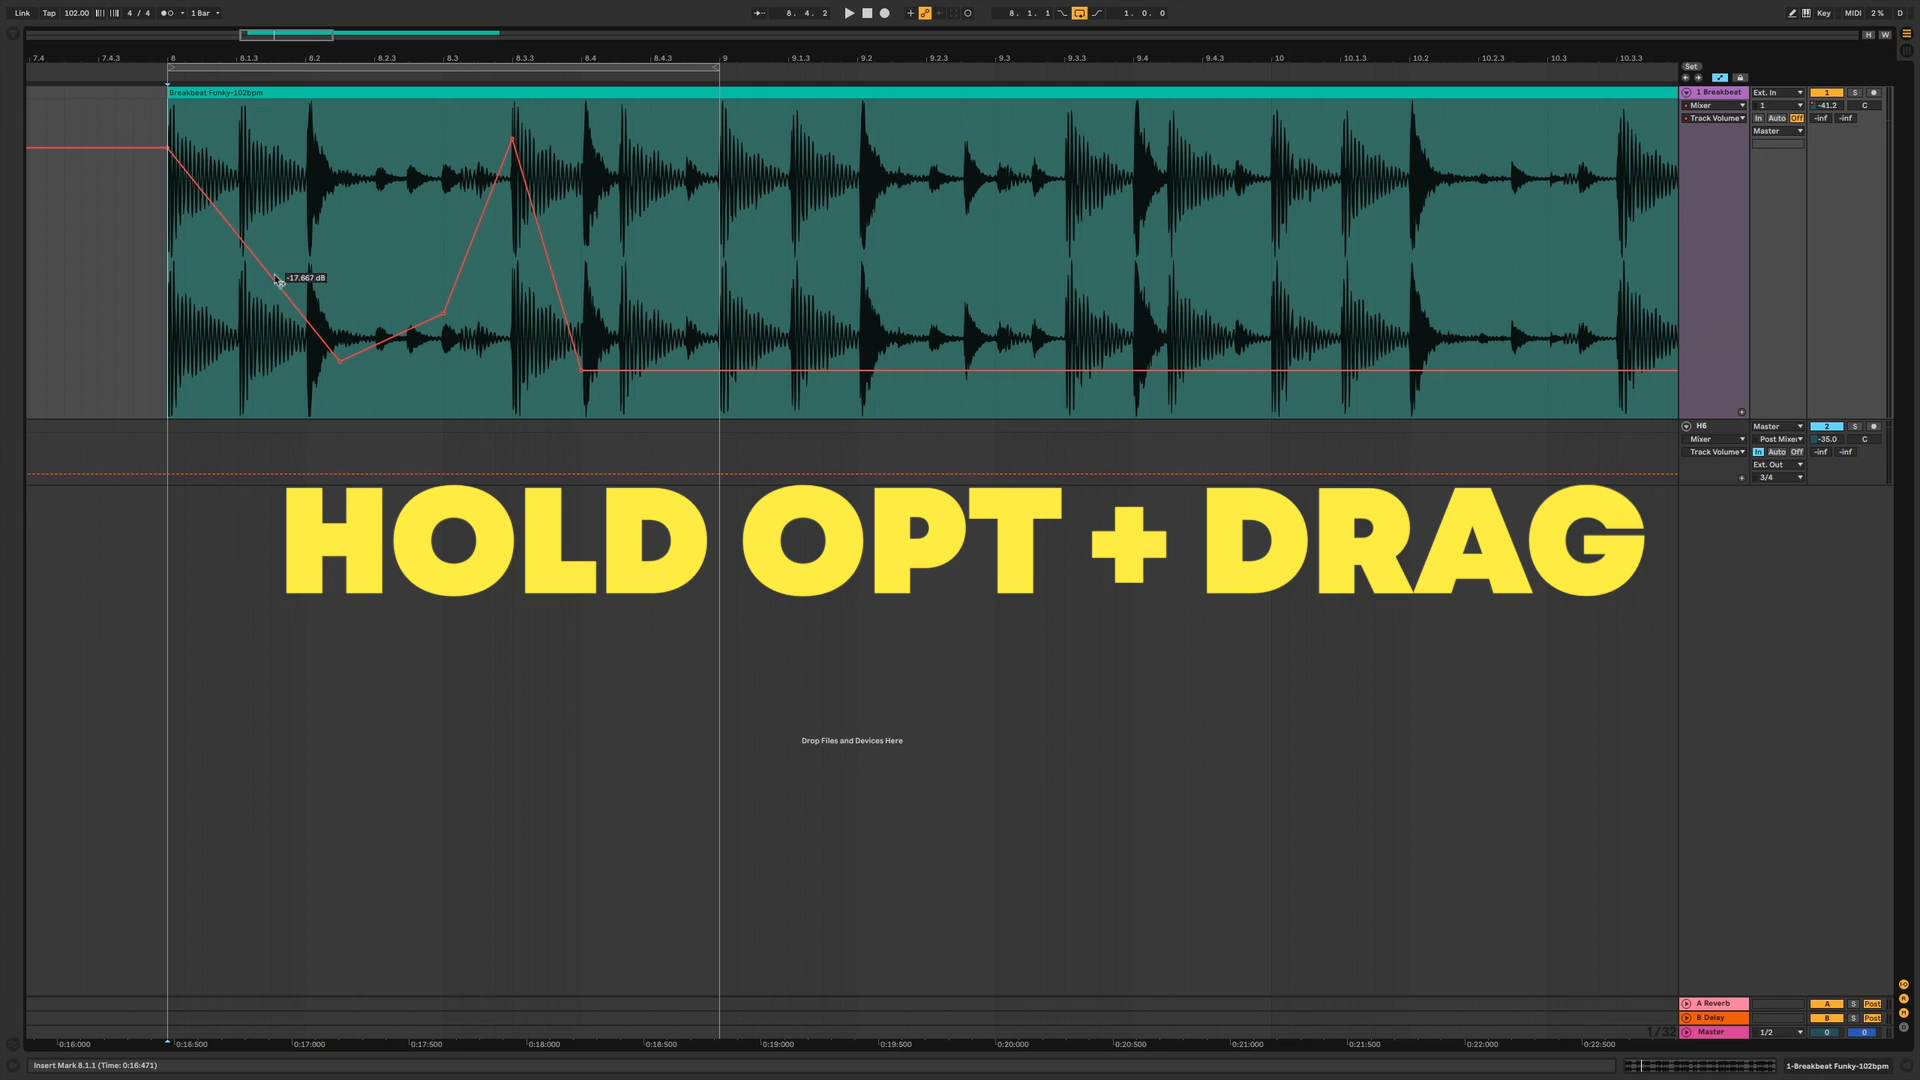 Link Tap 102.00 4 / 4 1 Bar 8. 4. 2 8. 1. 1 1. 0. 0 Key MIDI 2 % D
H W
7.4 7.4.3 8 8.1.3 8.2 8.2.3 8.3 8.3.3 8.4 8.4.3 9 9.1.3 9.2 9.2.3 9.3 9.3.3 9.4 9.4.3 10 10.1.3 10.2 10.2.3 10.3 10.3.3
Set
Breakbeat Funky-102bpm 1 Breakbeat Ext. In 1 S
Mixer 1 -41.2 C
Track Volume In Auto Off -inf -inf
Master
-17.667 dB
H6 Master 2 S
Mixer Post Mixer -35.0 C
Track Volume In Auto Off -inf -inf
Ext. Out
3/4
HOLD OPT + DRAG
Drop Files and Devices Here
A Reverb A S Post
B Delay B S Post
1/32 Master 1/2 0 0
0:16:000 0:16:500 0:17:000 0:17:500 0:18:000 0:18:500 0:19:000 0:19:500 0:20:000 0:20:500 0:21:000 0:21:500 0:22:000 0:22:500
Insert Mark 8.1.1 (Time: 0:16:471) 1-Breakbeat Funky-102bpm